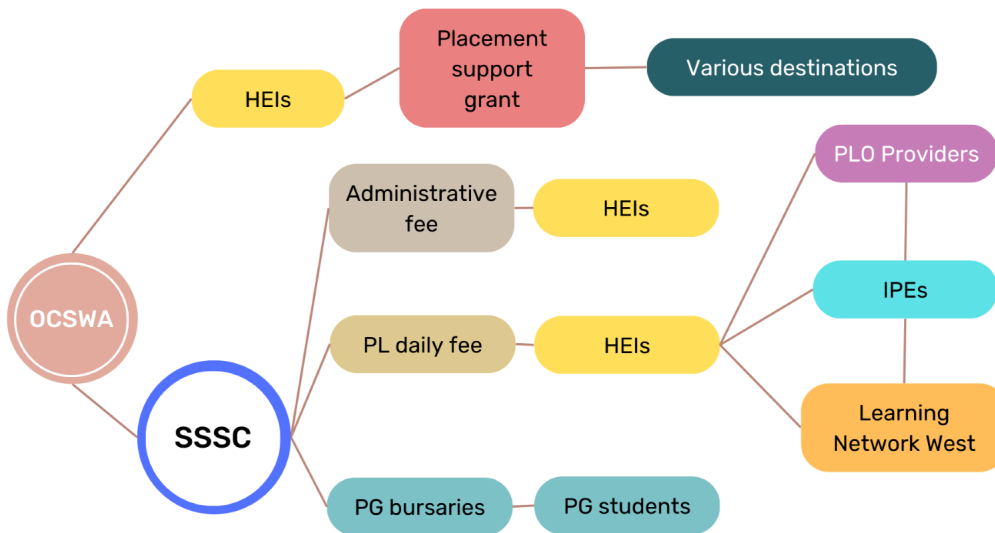 Placement
support
grant
Various destinations
HEIs
PLO Providers
Administrative
fee
HEIs
OCSWA
IPEs
PL daily fee
HEIs
SSSC
Learning
Network West
PG bursaries
PG students